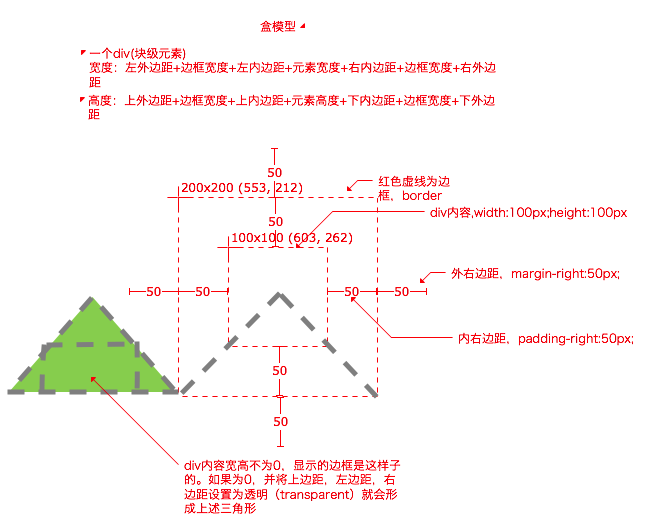 盒模型
一个div(块级元素)
宽度：左外边距+边框宽度+左内边距+元素宽度+右内边距+边框宽度+右外边
距
高度：上外边距+边框宽度+上内边距+元素高度+下内边距+边框宽度+下外边
距
50
200x200 (553, 212)
红色虚线为边
框、border
50
div内容,width:100px;height:100px
100x100 (603, 262)
外右边距、margin-right:50px;
50
50
50
50
内右边距、padding-right:50px;
50
50
div内容宽高不为0，显示的边框是这样子
的。如果为0，并将上边距，左边距，右
边距设置为透明（transparent）就会形
成上述三角形